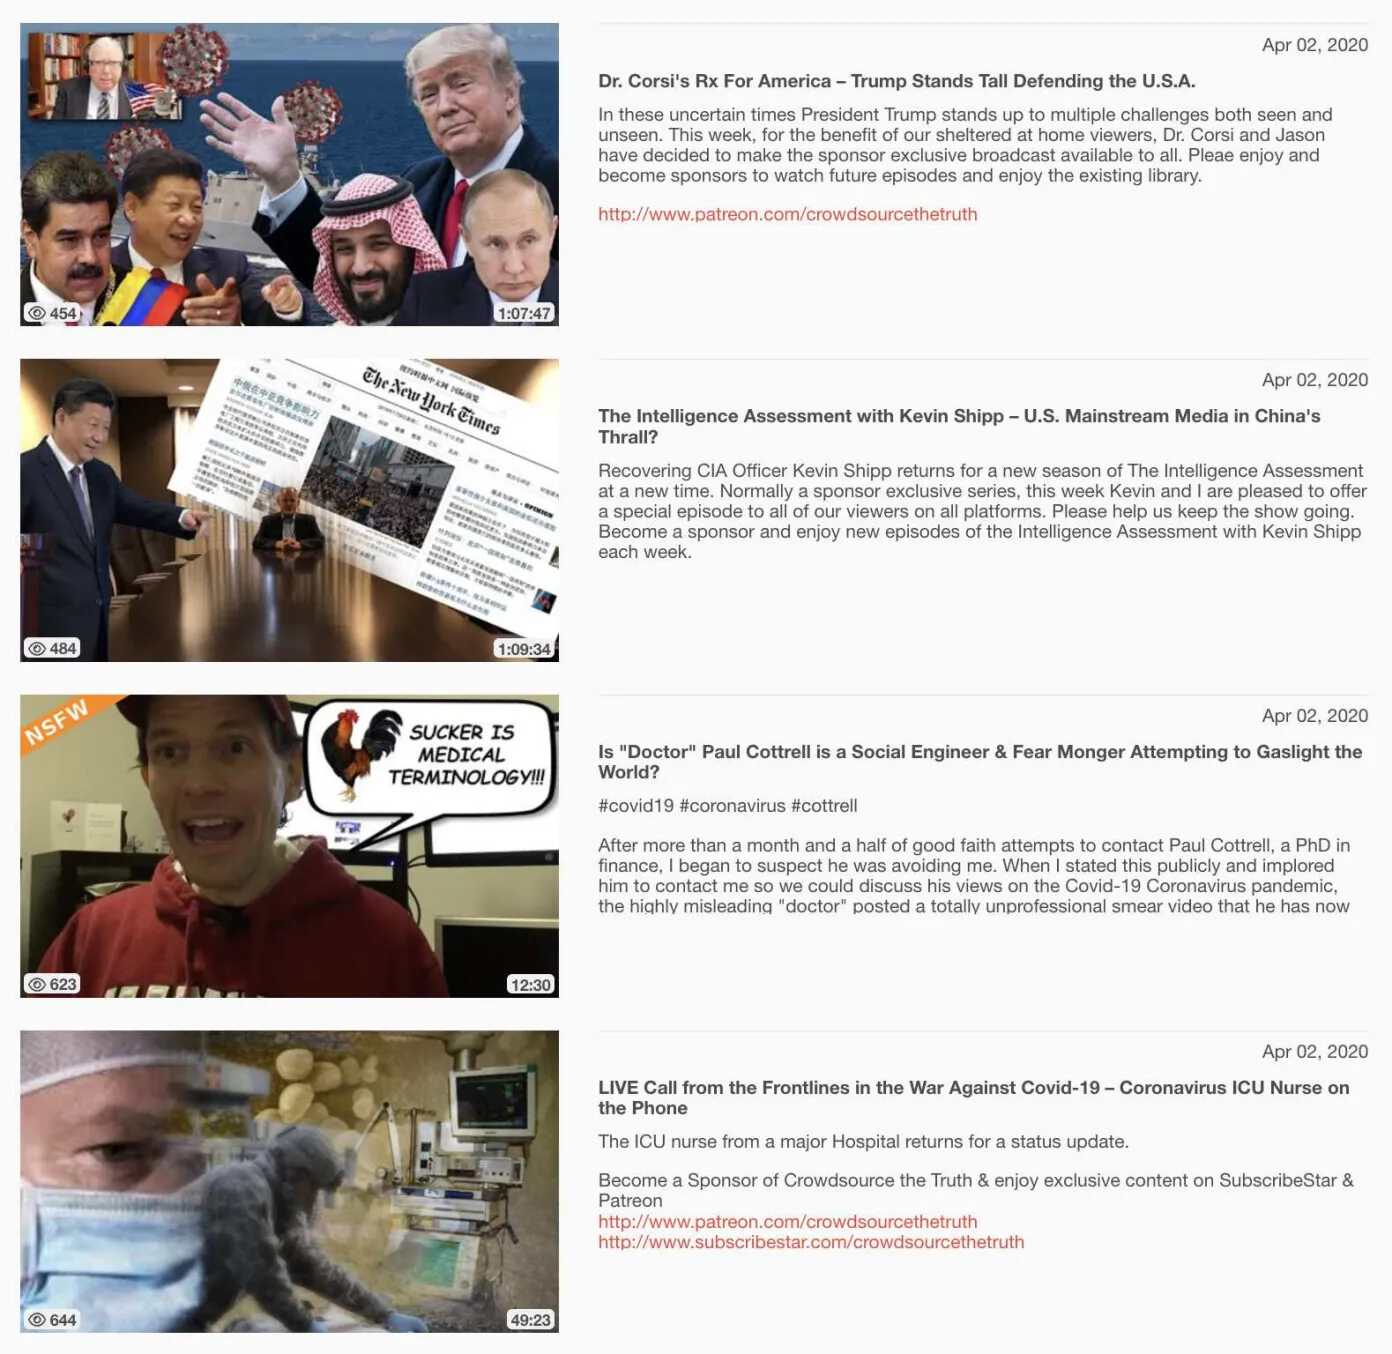 Apr 02, 2020
Dr. Corsi's Rx For America – Trump Stands Tall Defending the U.S.A.
In these uncertain times President Trump stands up to multiple challenges both seen and
unseen. This week, for the benefit of our sheltered at home viewers, Dr. Corsi and Jason
have decided to make the sponsor exclusive broadcast available to all. Pleae enjoy and
become sponsors to watch future episodes and enjoy the existing library.
http://www.patreon.com/crowdsourcethetruth
454
1:07:47
The New York Times
OPINION
Apr 02, 2020
The Intelligence Assessment with Kevin Shipp – U.S. Mainstream Media in China's
Thrall?
Recovering CIA Officer Kevin Shipp returns for a new season of The Intelligence Assessment
at a new time. Normally a sponsor exclusive series, this week Kevin and I are pleased to offer
a special episode to all of our viewers on all platforms. Please help us keep the show going.
Become a sponsor and enjoy new episodes of the Intelligence Assessment with Kevin Shipp
each week.
484
1:09:34
NSFW
SUCKER IS
MEDICAL
TERMINOLOGY!!!
Apr 02, 2020
Is "Doctor" Paul Cottrell is a Social Engineer & Fear Monger Attempting to Gaslight the
World?
#covid19 #coronavirus #cottrell
After more than a month and a half of good faith attempts to contact Paul Cottrell, a PhD in
finance, I began to suspect he was avoiding me. When I stated this publicly and implored
him to contact me so we could discuss his views on the Covid-19 Coronavirus pandemic,
the highly misleading "doctor" posted a totally unprofessional smear video that he has now
623
12:30
Apr 02, 2020
LIVE Call from the Frontlines in the War Against Covid-19 – Coronavirus ICU Nurse on
the Phone
The ICU nurse from a major Hospital returns for a status update.
Become a Sponsor of Crowdsource the Truth & enjoy exclusive content on SubscribeStar &
Patreon
http://www.patreon.com/crowdsourcethetruth
http://www.subscribestar.com/crowdsourcethetruth
644
49:23